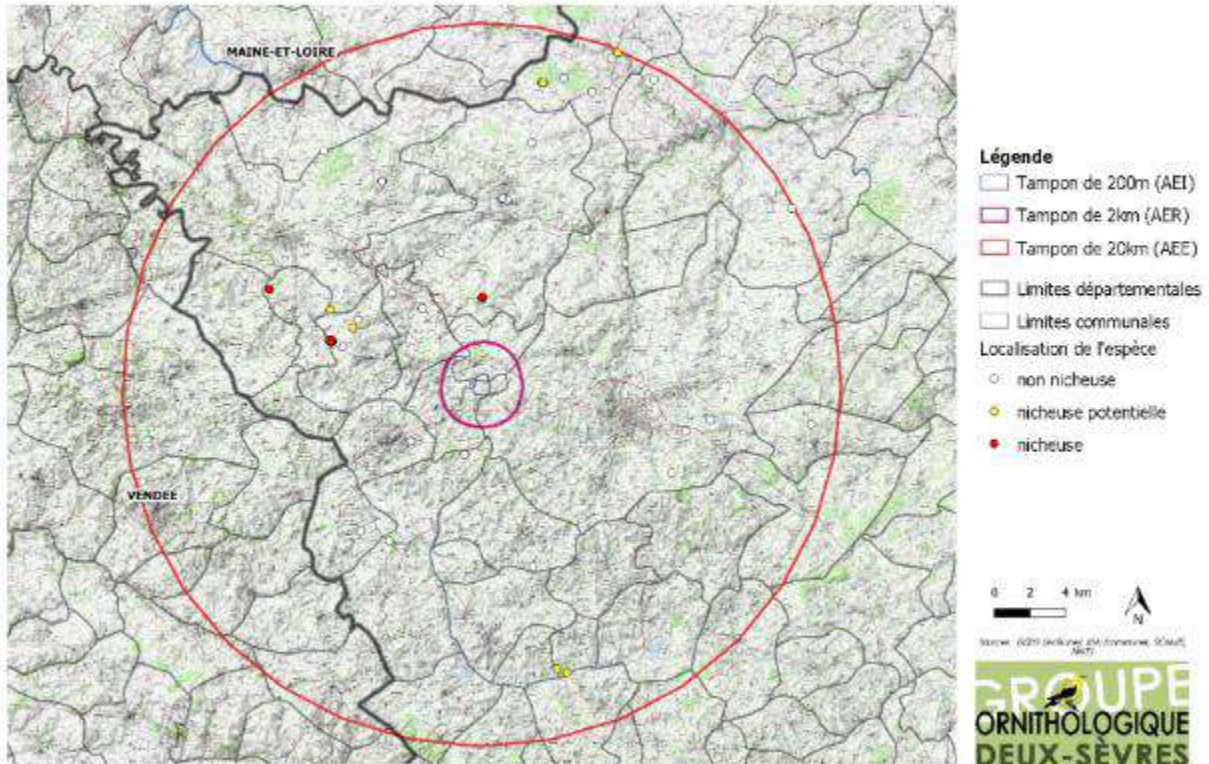 MAINE-ET-LOIRE
VENDEE
Légende
Tampon de 200m (AEI)
Tampon de 2km (AER)
Tampon de 20km (AEE)
Limites départementales
Limites communales
Localisation de l'espèce
non nicheuse
nicheuse potentielle
nicheuse
0 2 4 km
N
GROUPE
ORNITHOLOGIQUE
DEUX-SÈVRES